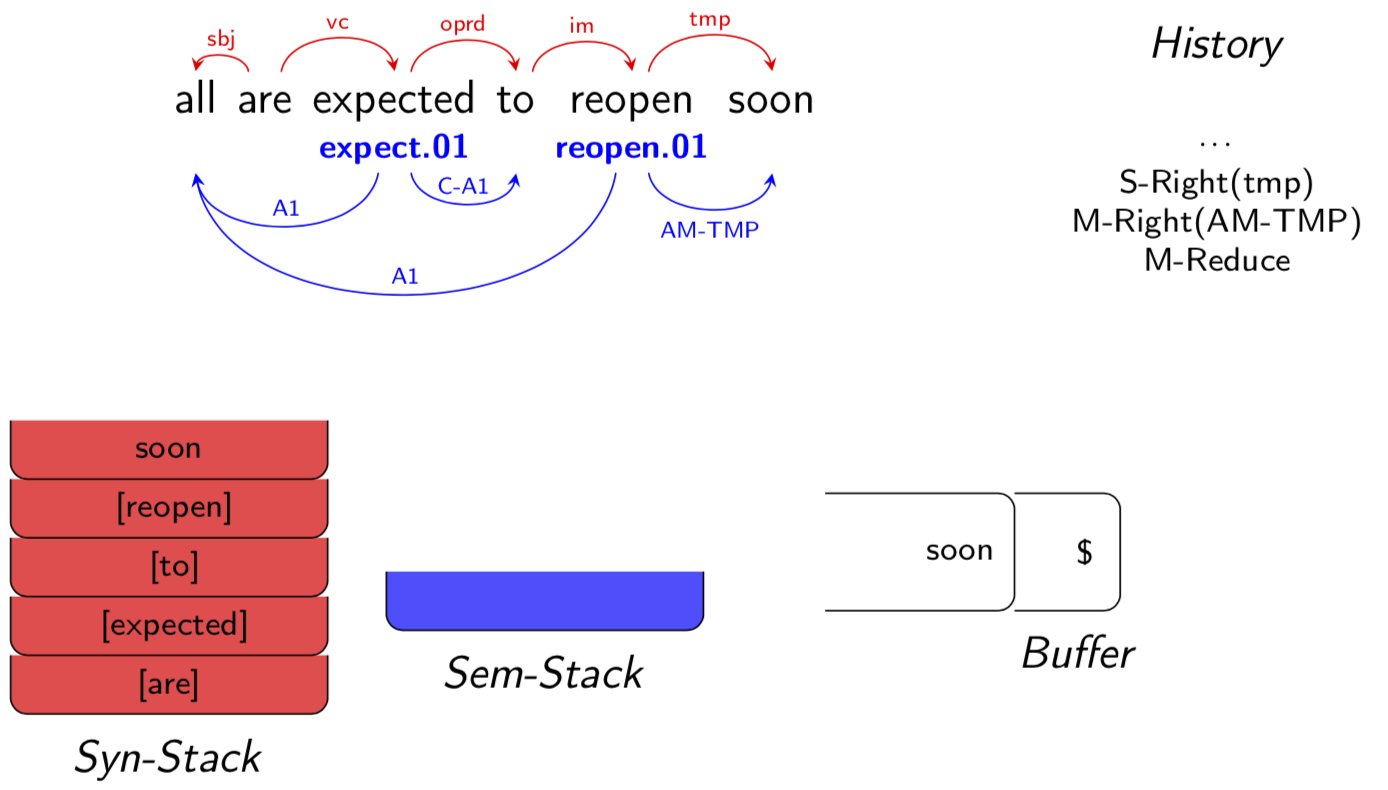 sbj vc oprd im tmp
all are expected to reopen soon
expect.01 reopen.01
A1 C-A1 AM-TMP
A1
History
...
S-Right(tmp)
M-Right(AM-TMP)
M-Reduce
soon
[reopen]
[to]
[expected]
[are]
Syn-Stack
Sem-Stack
soon $
Buffer